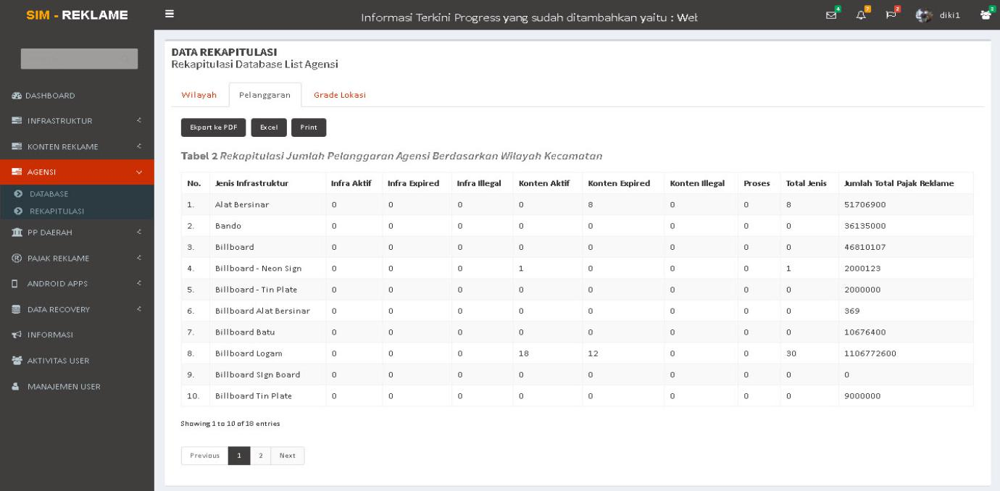 SIM - REKLAME
Informasi Terkini Progress yang sudah ditambahkan yaitu : Wel
4
7
2
diki1
3
DASHBOARD
INFRASTRUKTUR
KONTEN REKLAME
AGENSI
DATABASE
REKAPITULASI
PP DAERAH
PAJAK REKLAME
ANDROID APPS
DATA RECOVERY
INFORMASI
AKTIVITAS USER
MANAJEMEN USER
DATA REKAPITULASI
Rekapitulasi Database List Agensi
Wilayah Pelanggaran Grade Lokasi
Ekport ke PDF Excel Print
Tabel 2 Rekapitulasi Jumlah Pelanggaran Agensi Berdasarkan Wilayah Kecamatan
No. Jenis Infrastruktur Infra Aktif Infra Expired Infra Illegal Konten Aktif Konten Expired Konten Illegal Proses Total Jenis Jumlah Total Pajak Reklame
1. Alat Bersinar 0 0 0 0 8 0 0 8 51706900
2. Bando 0 0 0 0 0 0 0 0 36135000
3. Billboard 0 0 0 0 0 0 0 0 46810107
4. Billboard - Neon Sign 0 0 0 1 0 0 0 1 2000123
5. Billboard - Tin Plate 0 0 0 0 0 0 0 0 2000000
6. Billboard Alat Bersinar 0 0 0 0 0 0 0 0 369
7. Billboard Batu 0 0 0 0 0 0 0 0 10676400
8. Billboard Logam 0 0 0 18 12 0 0 30 1106772600
9. Billboard SIgn Board 0 0 0 0 0 0 0 0 0
10. Billboard Tin Plate 0 0 0 0 0 0 0 0 9000000
Showing 1 to 10 of 18 entries
Previous 1 2 Next